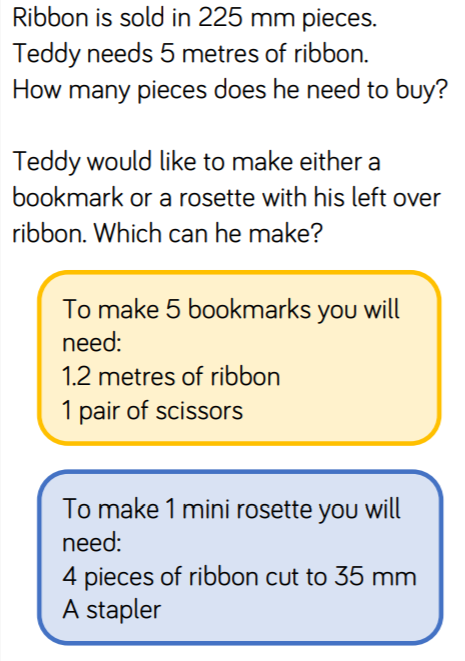 Ribbon is sold in 225 mm pieces.
Teddy needs 5 metres of ribbon.
How many pieces does he need to buy?
Teddy would like to make either a
bookmark or a rosette with his left over
ribbon. Which can he make?
To make 5 bookmarks you will
need:
1.2 metres of ribbon
1 pair of scissors
To make 1 mini rosette you will
need:
4 pieces of ribbon cut to 35 mm
A stapler